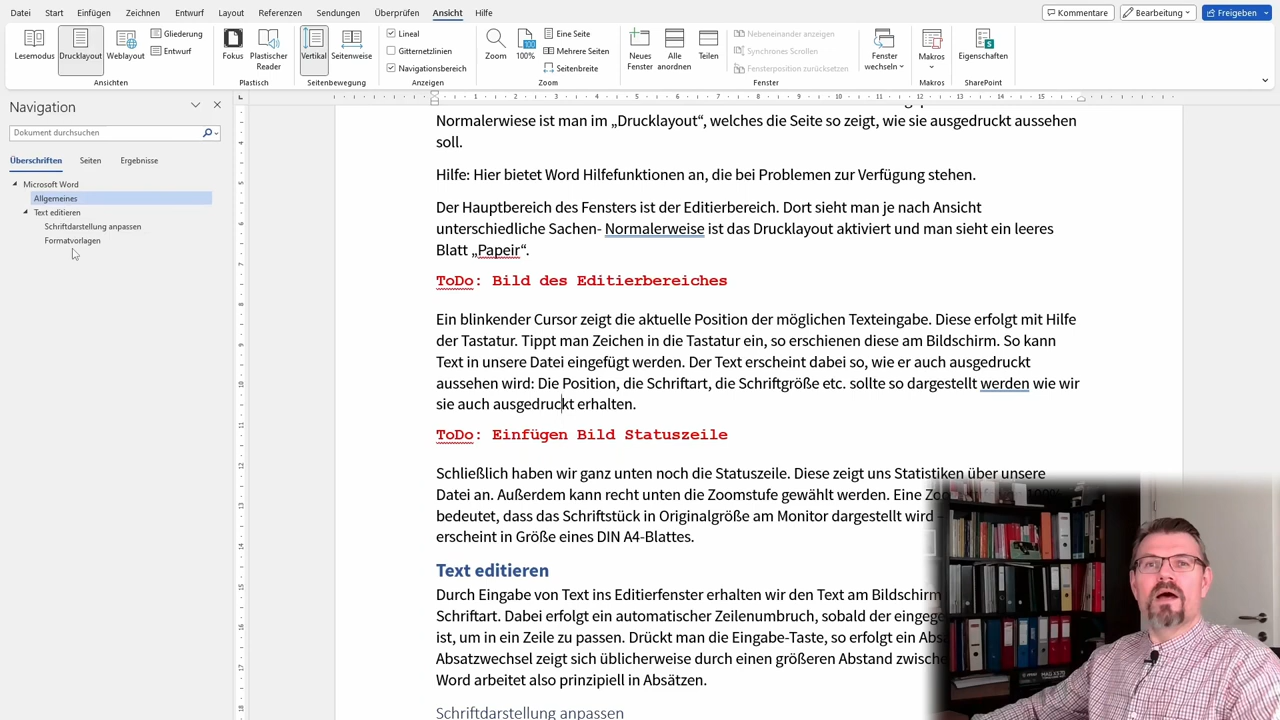 Datei Start Einfügen Zeichnen Entwurf Layout Referenzen Sendungen Überprüfen Ansicht Hilfe Kommentare Bearbeitung Freigeben
Lesemodus Drucklayout Weblayout Gliederung Entwurf
Fokus Plastischer Reader
Vertikal Seitenweise
Lineal
Gitternetzlinien
Navigationsbereich
Zoom 100% Eine Seite
Mehrere Seiten
Seitenbreite
Neues Fenster Alle anordnen Teilen
Nebeneinander anzeigen
Synchrones Scrollen
Fensterposition zurücksetzen
Fenster wechseln
Makros
Eigenschaften
Ansichten Plastisch Seitenbewegung Anzeigen Zoom Fenster Makros SharePoint
Navigation
Dokument durchsuchen
Überschriften Seiten Ergebnisse
Microsoft Word
Allgemeines
Text editieren
Schriftdarstellung anpassen
Formatvorlagen
Normalerwiese ist man im „Drucklayout“, welches die Seite so zeigt, wie sie ausgedruckt aussehen
soll.
Hilfe: Hier bietet Word Hilfefunktionen an, die bei Problemen zur Verfügung stehen.
Der Hauptbereich des Fensters ist der Editierbereich. Dort sieht man je nach Ansicht
unterschiedliche Sachen- Normalerweise ist das Drucklayout aktiviert und man sieht ein leeres
Blatt „Papeir“.
ToDo: Bild des Editierbereiches
Ein blinkender Cursor zeigt die aktuelle Position der möglichen Texteingabe. Diese erfolgt mit Hilfe
der Tastatur. Tippt man Zeichen in die Tastatur ein, so erschienen diese am Bildschirm. So kann
Text in unsere Datei eingefügt werden. Der Text erscheint dabei so, wie er auch ausgedruckt
aussehen wird: Die Position, die Schriftart, die Schriftgröße etc. sollte so dargestellt werden wie wir
sie auch ausgedruckt erhalten.
ToDo: Einfügen Bild Statuszeile
Schließlich haben wir ganz unten noch die Statuszeile. Diese zeigt uns Statistiken über unsere
Datei an. Außerdem kann recht unten die Zoomstufe gewählt werden. Eine
bedeutet, dass das Schriftstück in Originalgröße am Monitor dargestellt wird
erscheint in Größe eines DIN A4-Blattes.
Text editieren
Durch Eingabe von Text ins Editierfenster erhalten wir den Text am Bildschirm
Schriftart. Dabei erfolgt ein automatischer Zeilenumbruch, sobald der
ist, um in ein Zeile zu passen. Drückt man die Eingabe-Taste, so erfolgt ein
Absatzwechsel zeigt sich üblicherweise durch einen größeren Abstand
Word arbeitet also prinzipiell in Absätzen.
Schriftdarstellung anpassen